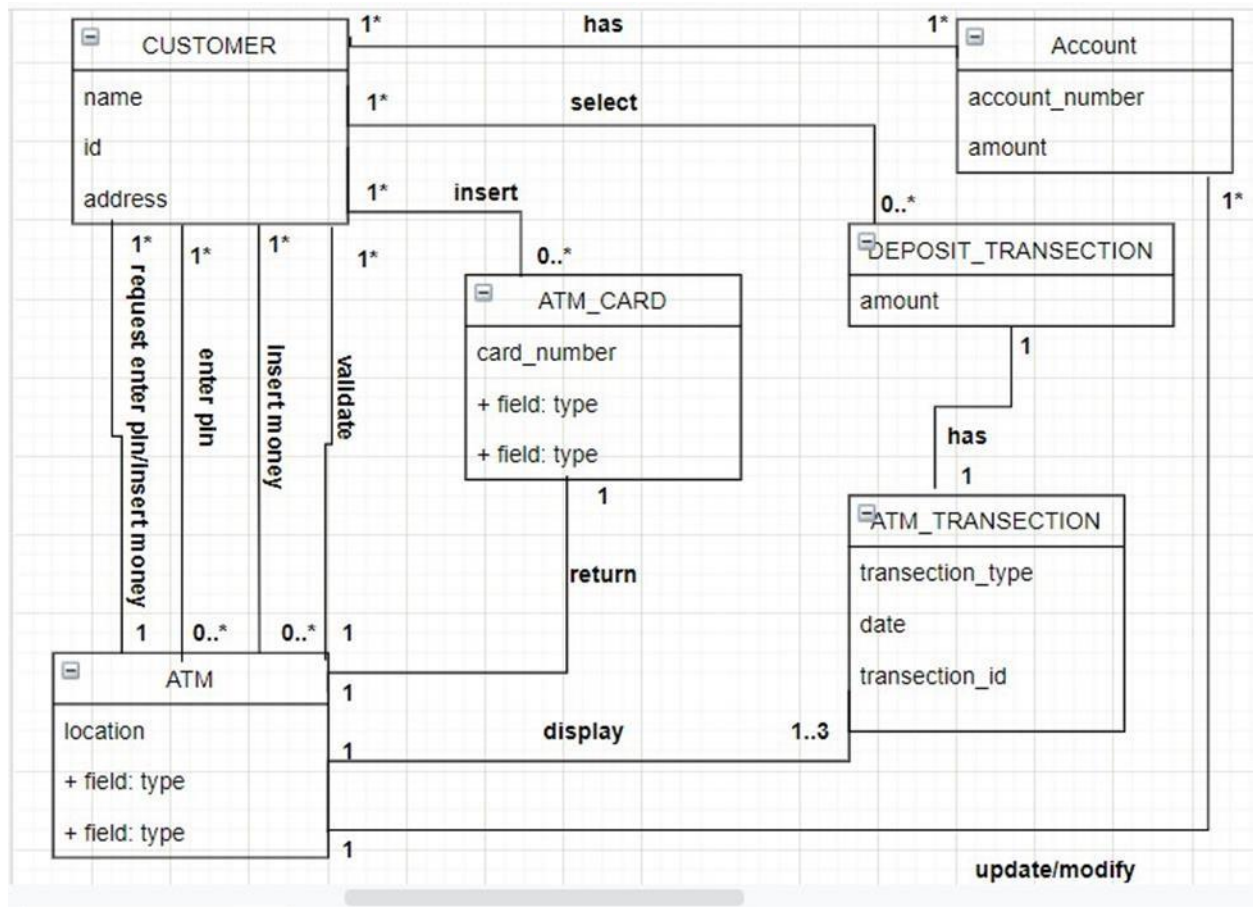 1* has 1*
CUSTOMER
name
id
address
Account
account_number
amount
1* select
0..*
1* insert
0..*
1*
DEPOSIT_TRANSECTION
amount
1
has
1
ATM_CARD
card_number
+ field: type
+ field: type
1
return
1
ATM_TRANSECTION
transection_type
date
transection_id
1* 1* 1* 1*
request enter pin/insert money
enter pin
Insert money
validate
1 0..* 0..* 1
ATM
location
+ field: type
+ field: type
1 display 1..3
1
update/modify